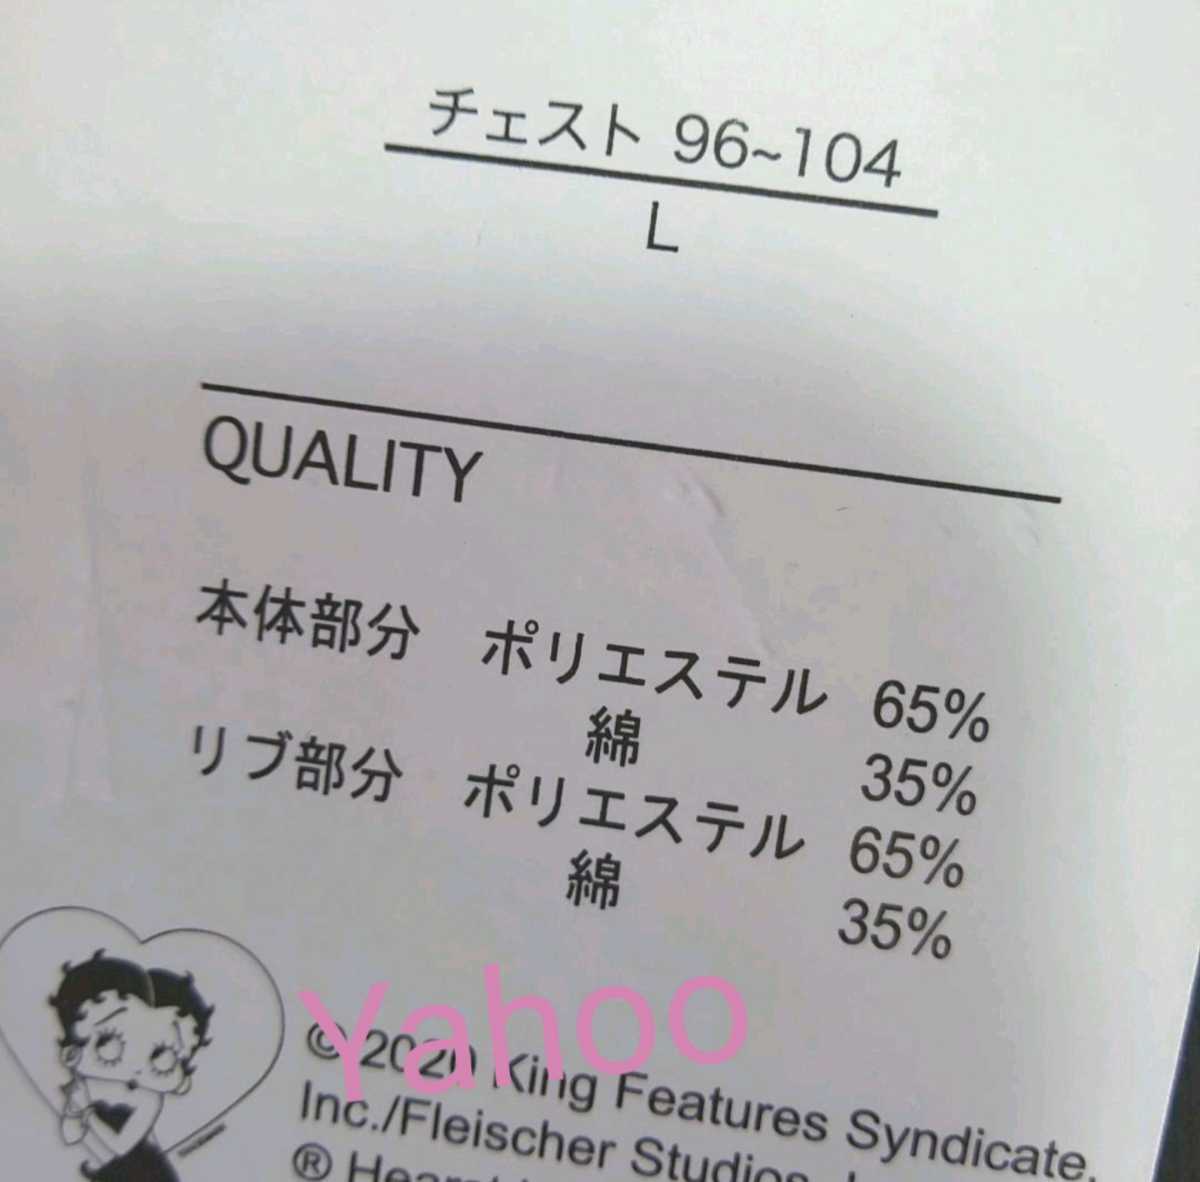 チェスト 96~104
L
QUALITY
本体部分 ポリエステル 65%
綿 35%
リブ部分 ポリエステル 65%
綿 35%
Yahoo
© 2020 King Features Syndicate,
Inc./Fleischer Studios,
®